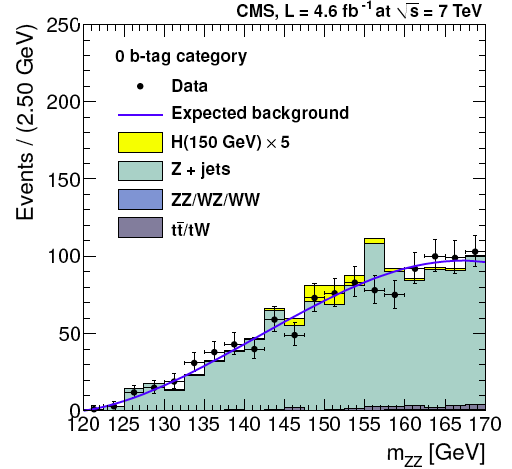 CMS, L = 4.6 fb⁻¹ at √s = 7 TeV
Events / (2.50 GeV)
250
200
150
100
50
0
0 b-tag category
Data
Expected background
H(150 GeV) × 5
Z + jets
ZZ/WZ/WW
tt̄/tW
120 125 130 135 140 145 150 155 160 165 170
m_ZZ [GeV]